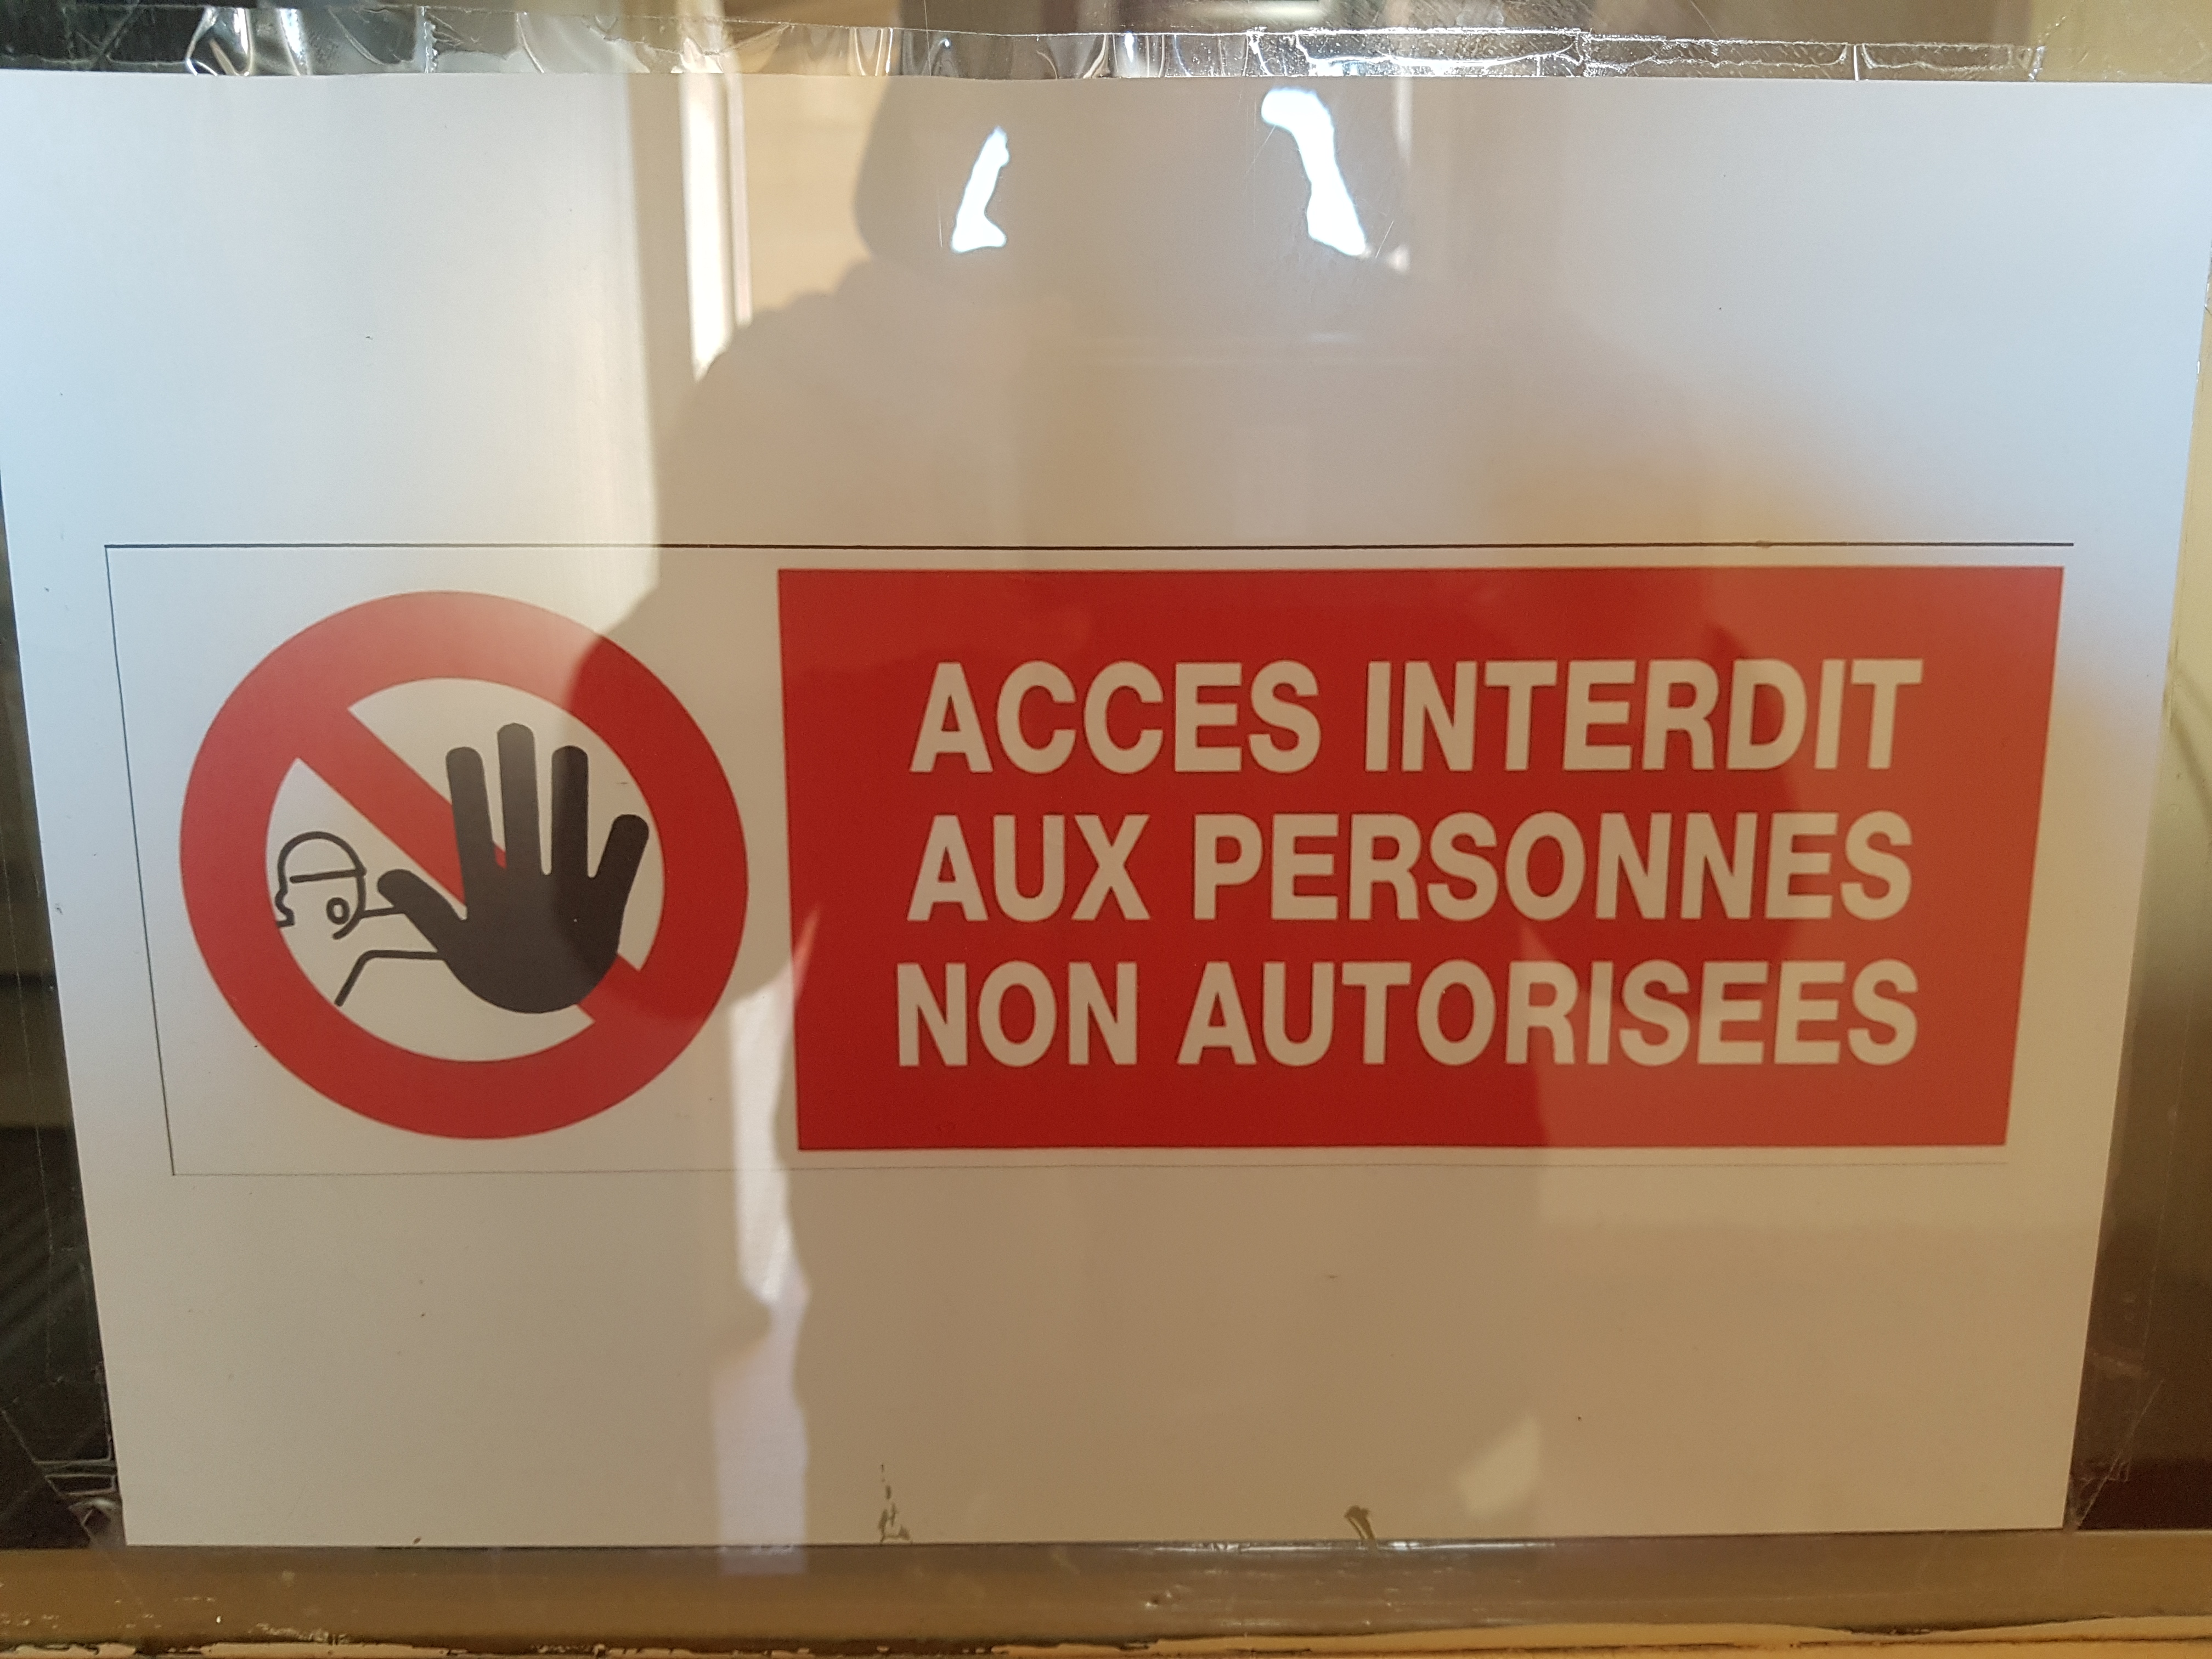 ACCES INTERDIT
AUX PERSONNES
NON AUTORISEES